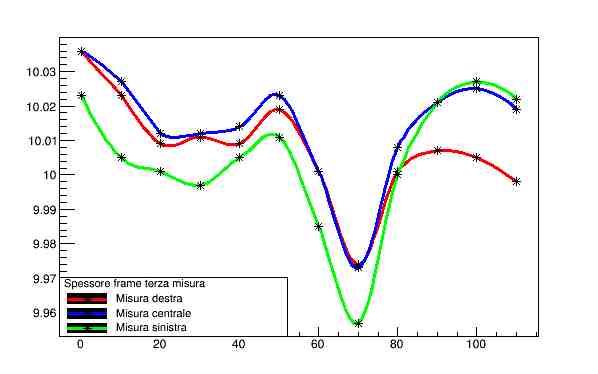 10.03
10.02
10.01
10
9.99
9.98
9.97
9.96
Spessore frame terza misura
Misura destra
Misura centrale
Misura sinistra
0 20 40 60 80 100